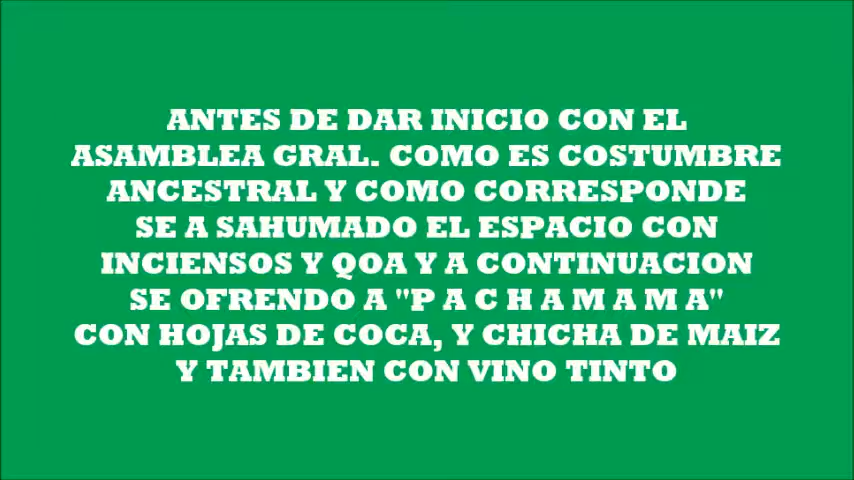 ANTES DE DAR INICIO CON EL
ASAMBLEA GRAL. COMO ES COSTUMBRE
ANCESTRAL Y COMO CORRESPONDE
SE A SAHUMADO EL ESPACIO CON
INCIENSOS Y QOA Y A CONTINUACION
SE OFRENDO A "P A C H A M A M A"
CON HOJAS DE COCA, Y CHICHA DE MAIZ
Y TAMBIEN CON VINO TINTO